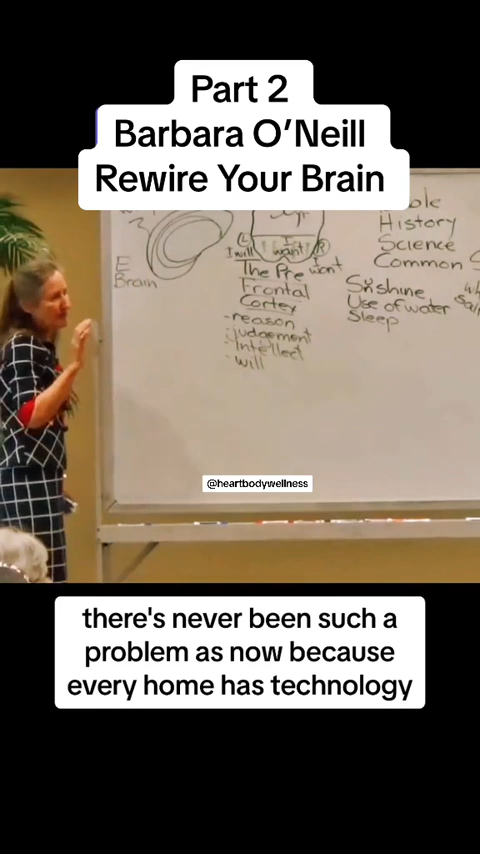 Part 2
Barbara O'Neill
Rewire Your Brain
History
Science
Common
I will
I
want
won't
E
Brain
The Pre
Frontal
Cortex
- reason
- judgement
- Intellect
- will
Sunshine
Use of water
Sleep
@heartbodywellness
there's never been such a
problem as now because
every home has technology